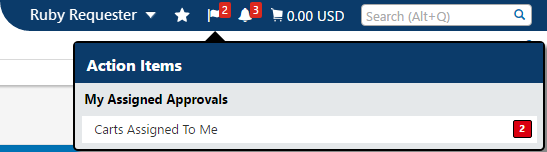 Ruby Requester 2 3 0.00 USD Search (Alt+Q)
Action Items
My Assigned Approvals
Carts Assigned To Me 2